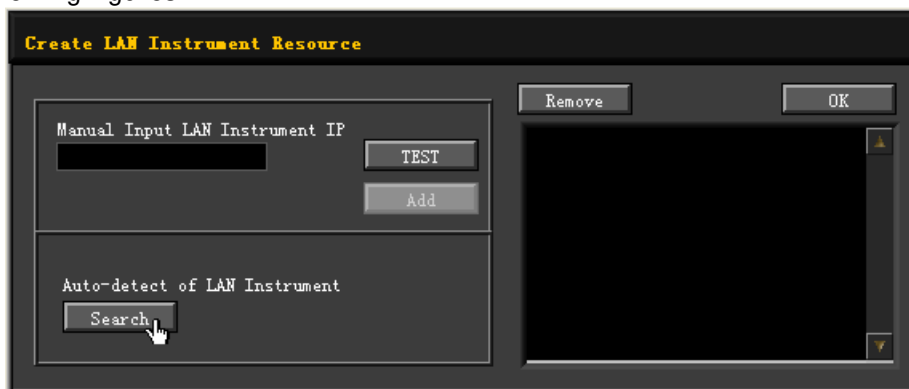 Create LAN Instrument Resource
Remove
OK
Manual Input LAN Instrument IP
TEST
Add
Auto-detect of LAN Instrument
Search